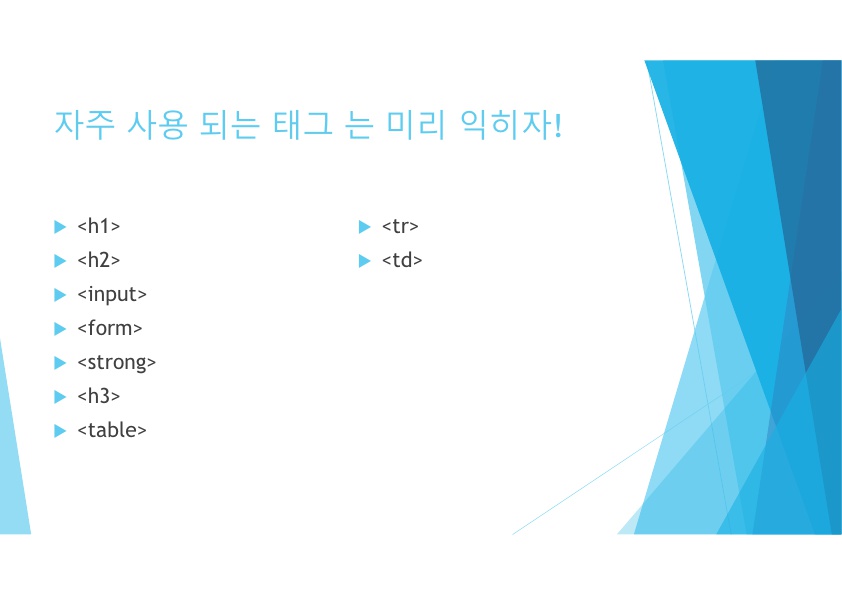 자주 사용 되는 태그 는 미리 익히자!
<h1>
<h2>
<input>
<form>
<strong>
<h3>
<table>
<tr>
<td>